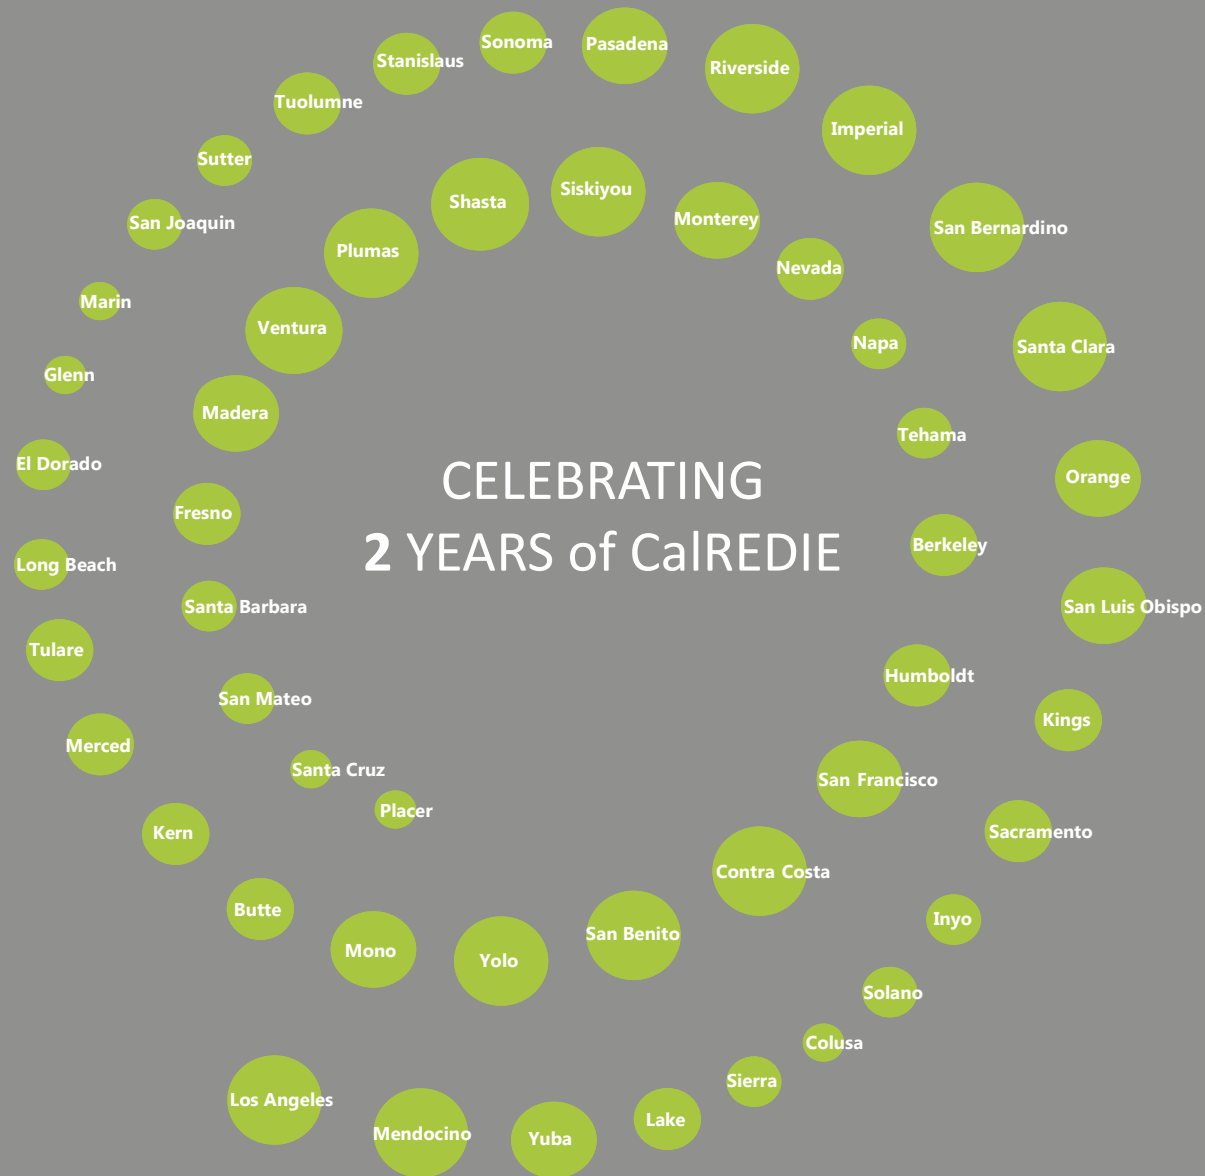 Sonoma
Pasadena
Stanislaus
Riverside
Tuolumne
Imperial
Sutter
Siskiyou
Shasta
Monterey
San Joaquin
San Bernardino
Plumas
Nevada
Marin
Ventura
Napa
Santa Clara
Glenn
Madera
Tehama
El Dorado
Orange
CELEBRATING
Fresno
Berkeley
2 YEARS of CalREDIE
Long Beach
Santa Barbara
San Luis Obispo
Tulare
Humboldt
San Mateo
Kings
Merced
Santa Cruz
San Francisco
Placer
Kern
Sacramento
Contra Costa
Butte
Inyo
San Benito
Mono
Yolo
Solano
Colusa
Sierra
Los Angeles
Lake
Mendocino
Yuba